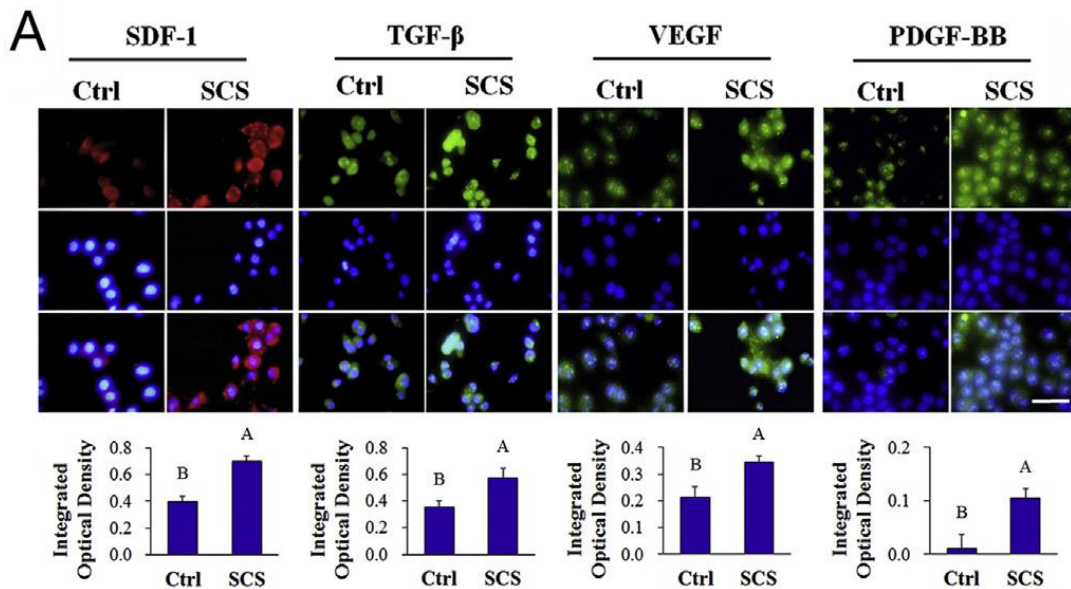 A
SDF-1 TGF-β VEGF PDGF-BB
Ctrl SCS Ctrl SCS Ctrl SCS Ctrl SCS
Integrated Optical Density
0.8
0.6
0.4
0.2
0.0
B
A
Ctrl SCS
Integrated Optical Density
0.8
0.6
0.4
0.2
0.0
B
A
Ctrl SCS
Integrated Optical Density
0.4
0.3
0.2
0.1
0.0
B
A
Ctrl SCS
Integrated Optical Density
0.2
0.1
0.0
B
A
Ctrl SCS